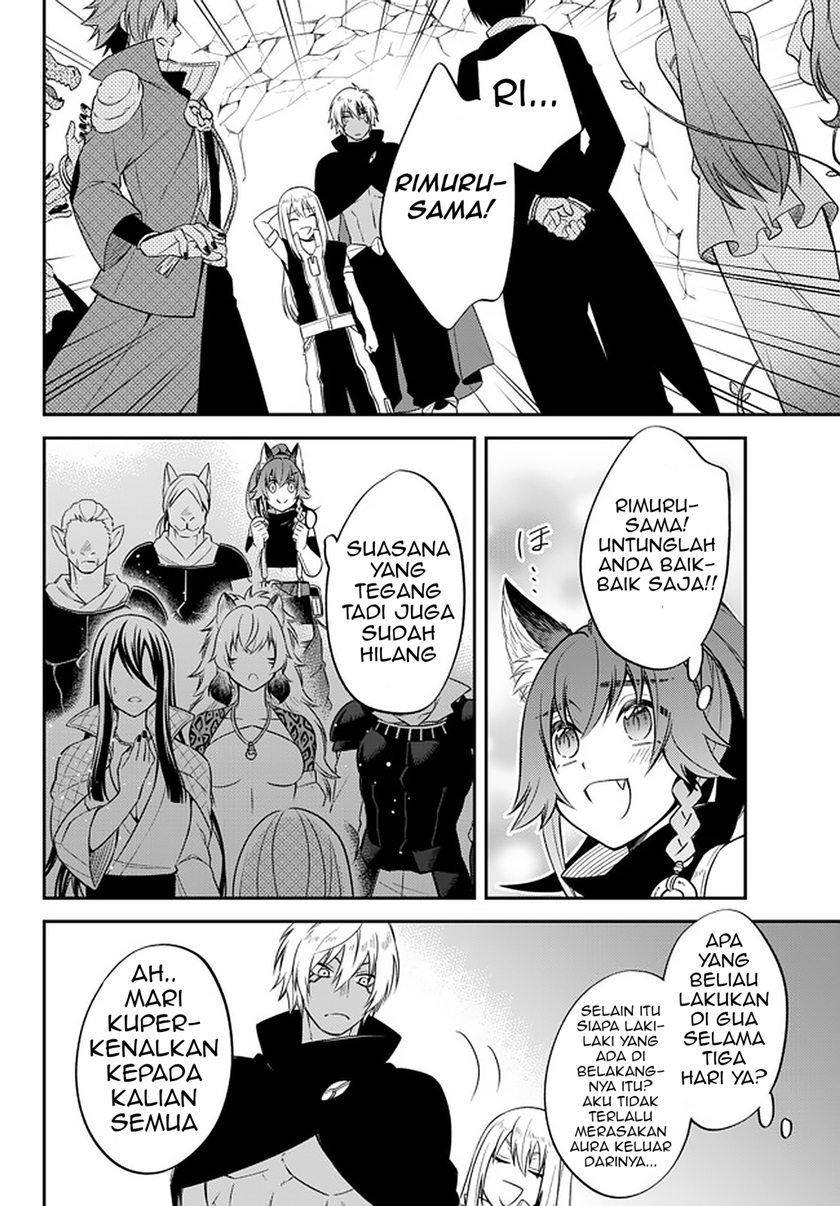 RI...
RIMURU-
SAMA!
RIMURU-
SAMA!
UNTUNGLAH
ANDA BAIK-
BAIK SAJA!!
ほ...
SUASANA
YANG
TEGANG
TADI JUGA
SUDAH
HILANG
APA
YANG
BELIAU
LAKUKAN
DI GUA
SELAMA
TIGA
HARI YA?
SELAIN ITU
SIAPA LAKI-
LAKI YANG
ADA DI
BELAKANG-
NYA ITU?
AKU TIDAK
TERLALU
MERASAKAN
AURA KELUAR
DARINYA...
AH..
MARI
KUPER-
KENALKAN
KEPADA
KALIAN
SEMUA